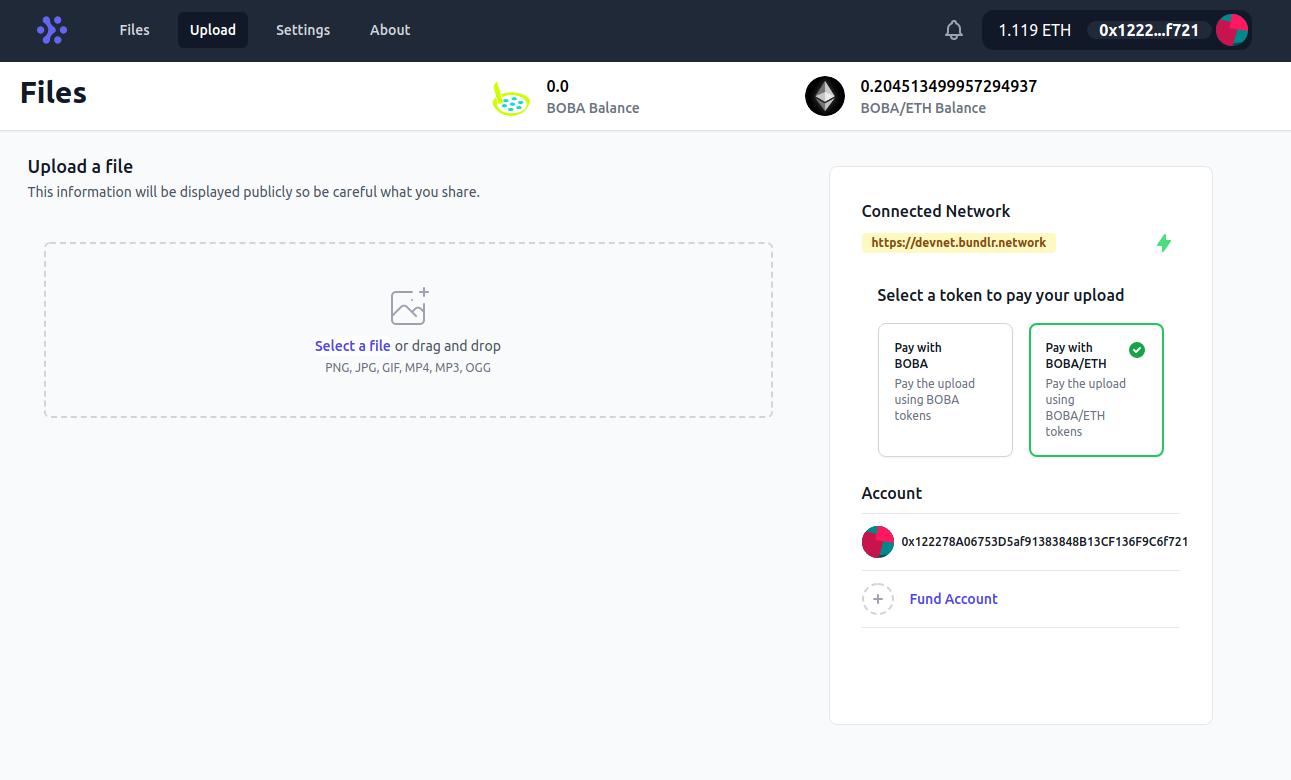 Files
Upload
Settings
About
1.119 ETH
0x1222...f721
Files
0.0
BOBA Balance
0.204513499957294937
BOBA/ETH Balance
Upload a file
This information will be displayed publicly so be careful what you share.
Select a file or drag and drop
PNG, JPG, GIF, MP4, MP3, OGG
Connected Network
https://devnet.bundlr.network
Select a token to pay your upload
Pay with
BOBA
Pay the upload
using BOBA
tokens
Pay with
BOBA/ETH
Pay the upload
using
BOBA/ETH
tokens
Account
0x122278A06753D5af91383848B13CF136F9C6f721
Fund Account